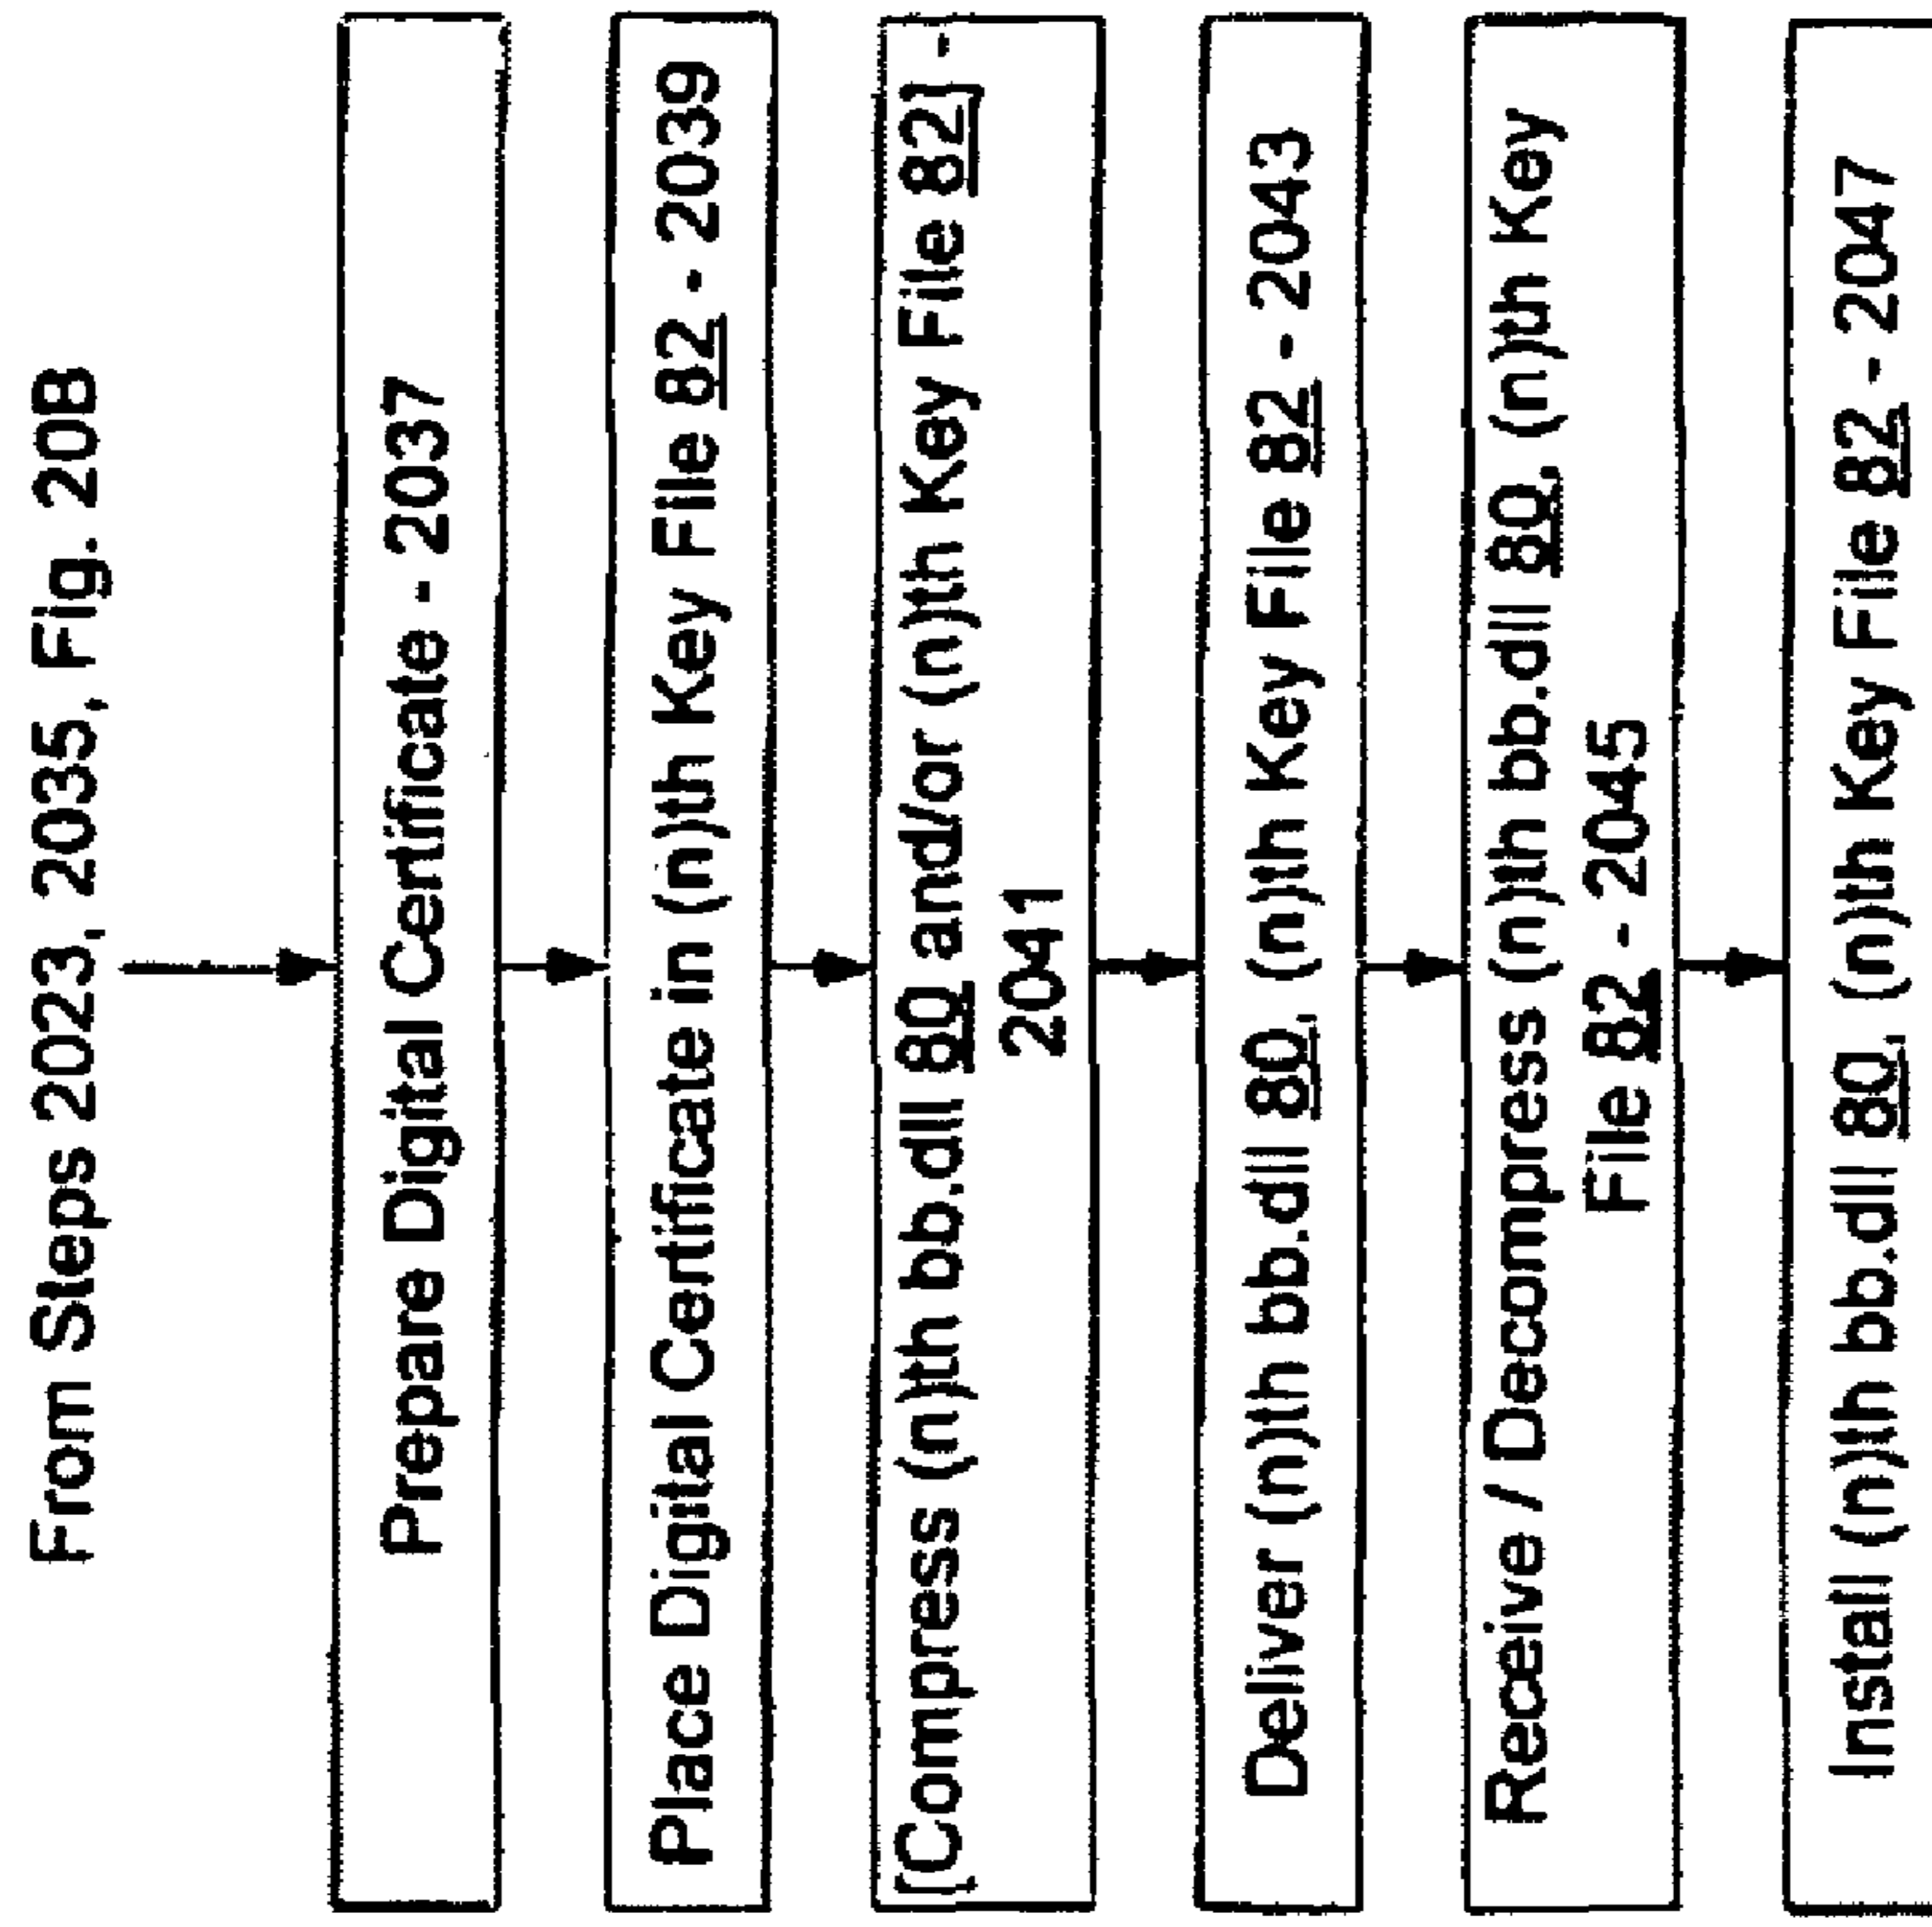 From Steps 2023, 2035, Fig. 20B
Prepare Digital Certificate - 2037
Place Digital Certificate in (n)th Key File 82 - 2039
[Compress (n)th bb.dll 80 and/or (n)th Key File 82] -
2041
Deliver (n)th bb.dll 80, (n)th Key File 82 - 2043
Receive / Decompress (n)th bb.dll 80, (n)th Key
File 82 - 2045
Install (n)th bb.dll 80, (n)th Key File 82 - 2047